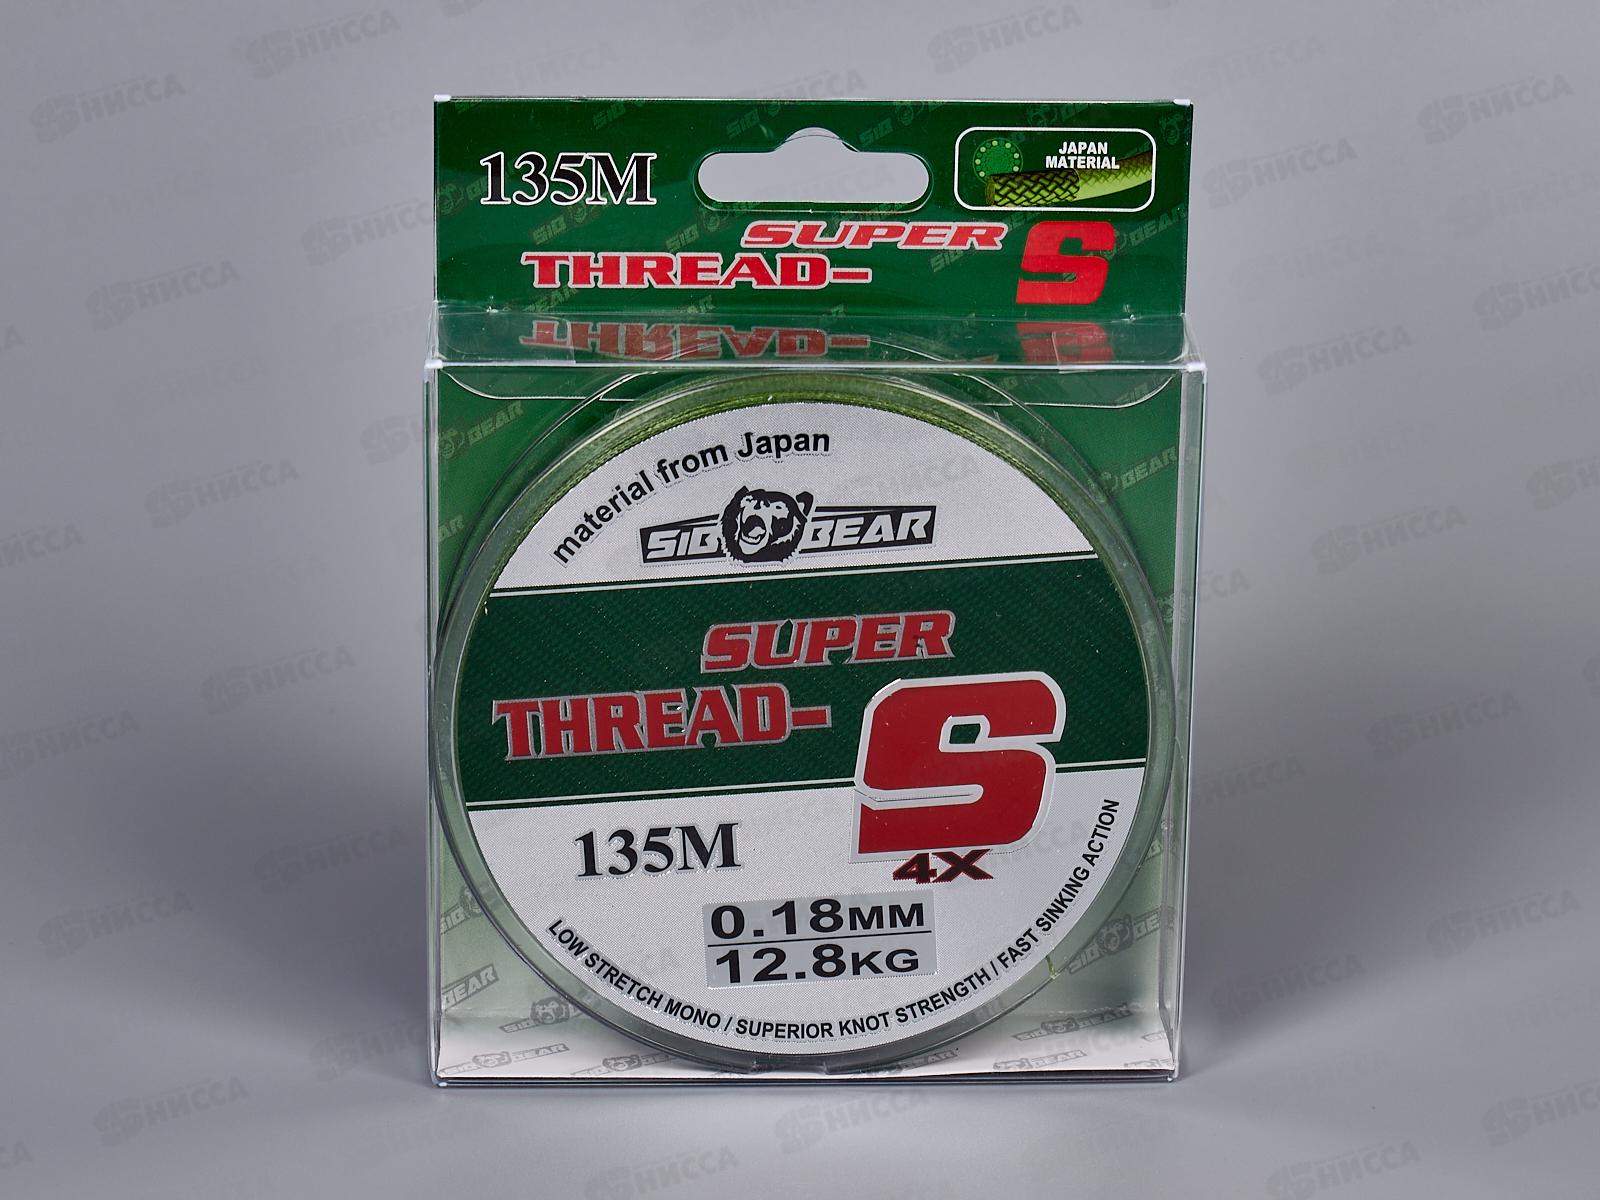 135M
JAPAN
MATERIAL
SUPER
THREAD-S
material from Japan
SIB BEAR
SUPER
THREAD-S
4X
135M
0.18MM
12.8KG
LOW STRETCH MONO / SUPERIOR KNOT STRENGTH / FAST SINKING ACTION
НИССА